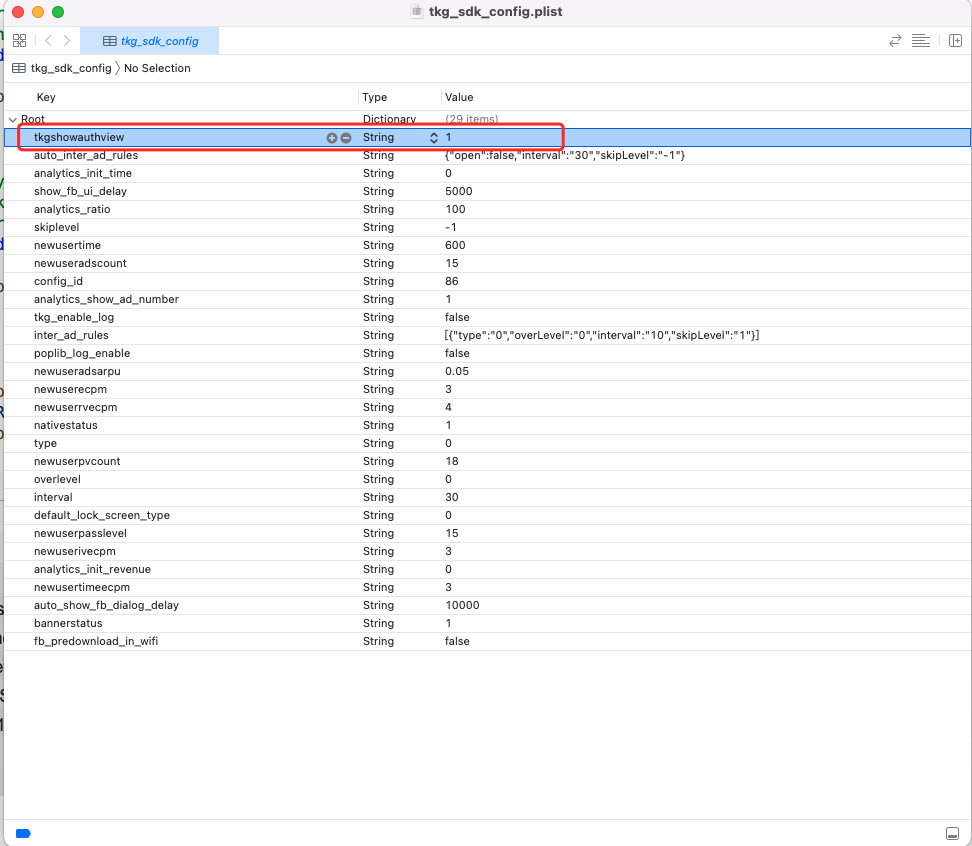 tkg_sdk_config.plist
tkg_sdk_config
tkg_sdk_config No Selection
Key Type Value
Root Dictionary (29 items)
tkgshowauthview String 1
auto_inter_ad_rules String {"open":false,"interval":"30","skipLevel":"-1"}
analytics_init_time String 0
show_fb_ui_delay String 5000
analytics_ratio String 100
skiplevel String -1
newusertime String 600
newuseradscount String 15
config_id String 86
analytics_show_ad_number String 1
tkg_enable_log String false
inter_ad_rules String [{"type":"0","overLevel":"0","interval":"10","skipLevel":"1"}]
poplib_log_enable String false
newuseradsarpu String 0.05
newuserecpm String 3
newuserrvecpm String 4
nativestatus String 1
type String 0
newuserpvcount String 18
overlevel String 0
interval String 30
default_lock_screen_type String 0
newuserpasslevel String 15
newuserivecpm String 3
analytics_init_revenue String 0
newusertimeecpm String 3
auto_show_fb_dialog_delay String 10000
bannerstatus String 1
fb_predownload_in_wifi String false